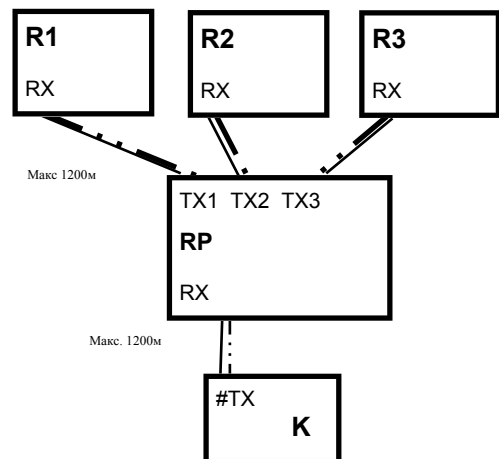 R1
RX
R2
RX
R3
RX
Макс 1200м
TX1 TX2 TX3
RP
RX
Макс. 1200м
#TX
K